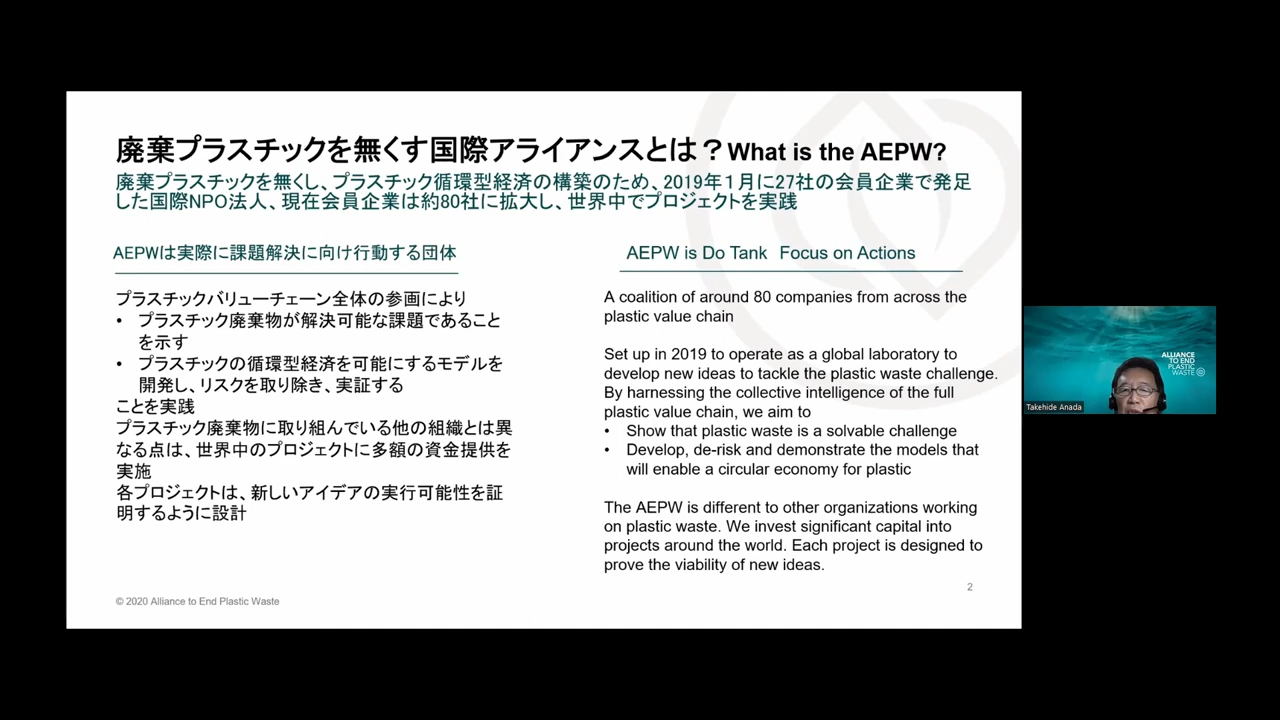 廃棄プラスチックを無くす国際アライアンスとは？What is the AEPW?
廃棄プラスチックを無くし、プラスチック循環型経済の構築のため、2019年１月に27社の会員企業で発足
した国際NPO法人、現在会員企業は約80社に拡大し、世界中でプロジェクトを実践
AEPWは実際に課題解決に向け行動する団体
プラスチックバリューチェーン全体の参画により
• プラスチック廃棄物が解決可能な課題であること
を示す
• プラスチックの循環型経済を可能にするモデルを
開発し、リスクを取り除き、実証する
ことを実践
プラスチック廃棄物に取り組んでいる他の組織とは異
なる点は、世界中のプロジェクトに多額の資金提供を
実施
各プロジェクトは、新しいアイデアの実行可能性を証
明するように設計
AEPW is Do Tank Focus on Actions
A coalition of around 80 companies from across the
plastic value chain
Set up in 2019 to operate as a global laboratory to
develop new ideas to tackle the plastic waste challenge.
By harnessing the collective intelligence of the full
plastic value chain, we aim to
• Show that plastic waste is a solvable challenge
• Develop, de-risk and demonstrate the models that
will enable a circular economy for plastic
The AEPW is different to other organizations working
on plastic waste. We invest significant capital into
projects around the world. Each project is designed to
prove the viability of new ideas.
2
© 2020 Alliance to End Plastic Waste
ALLIANCE
TO END
PLASTIC
WASTE
Takehide Anada